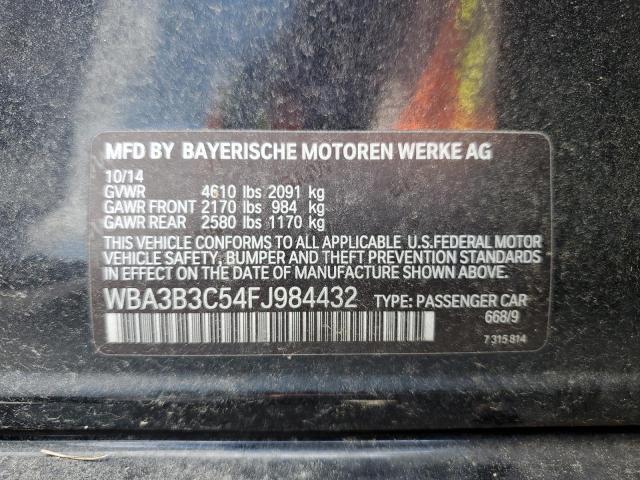 MFD BY BAYERISCHE MOTOREN WERKE AG
10/14
GVWR 4610 lbs 2091 kg
GAWR FRONT 2170 lbs 984 kg
GAWR REAR 2580 lbs 1170 kg
THIS VEHICLE CONFORMS TO ALL APPLICABLE U.S.FEDERAL MOTOR
VEHICLE SAFETY, BUMPER AND THEFT PREVENTION STANDARDS
IN EFFECT ON THE DATE OF MANUFACTURE SHOWN ABOVE.
WBA3B3C54FJ984432 TYPE: PASSENGER CAR
668/9
7 315 814